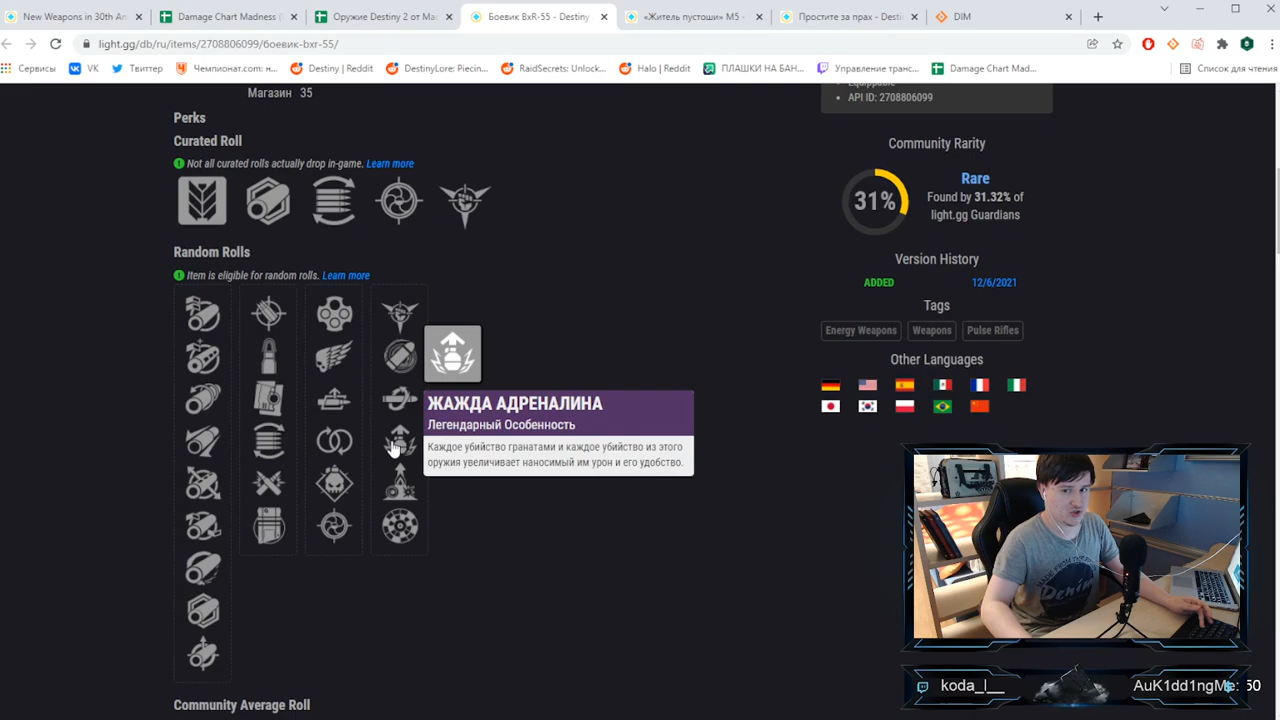 New Weapons in 30th An
Damage Chart Madness (
Оружие Destiny 2 от Mac
Боевик BxR-55 - Destiny
«Житель пустоши» M5 -
Простите за прах - Destin
DIM
light.gg/db/ru/items/2708806099/боевик-bxr-55/
Сервисы
VK
Твиттер
Чемпионат.com: н...
Destiny | Reddit
DestinyLore: Piecin...
RaidSecrets: Unlock...
Halo | Reddit
ПЛАШКИ НА БАН...
Управление транс...
Damage Chart Mad...
Список для чтения
Магазин 35
Equippable
API ID: 2708806099
Perks
Curated Roll
Not all curated rolls actually drop in-game. Learn more
Random Rolls
Item is eligible for random rolls. Learn more
ЖАЖДА АДРЕНАЛИНА
Легендарный Особенность
Каждое убийство гранатами и каждое убийство из этого
оружия увеличивает наносимый им урон и его удобство.
Community Average Roll
Community Rarity
31%
Rare
Found by 31.32% of
light.gg Guardians
Version History
ADDED 12/6/2021
Tags
Energy Weapons
Weapons
Pulse Rifles
Other Languages
Denim
koda_l__
AuK1dd1ngMe: 50